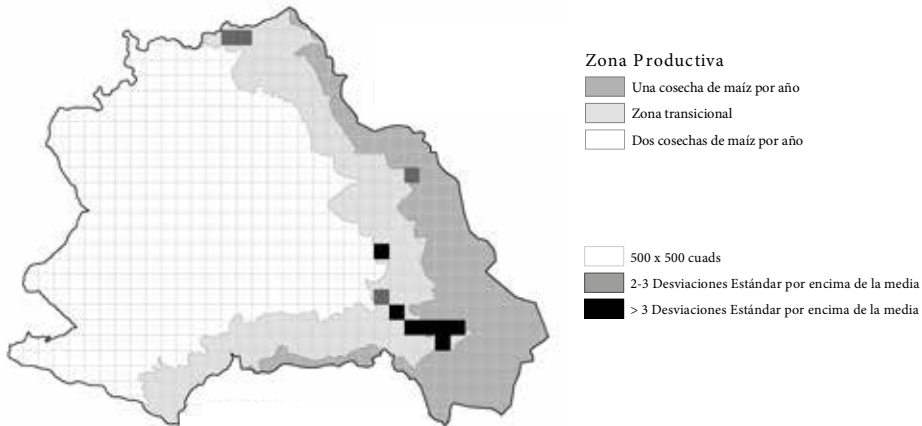 Zona Productiva
Una cosecha de maíz por año
Zona transicional
Dos cosechas de maíz por año
500 x 500 cuads
2-3 Desviaciones Estándar por encima de la media
> 3 Desviaciones Estándar por encima de la media